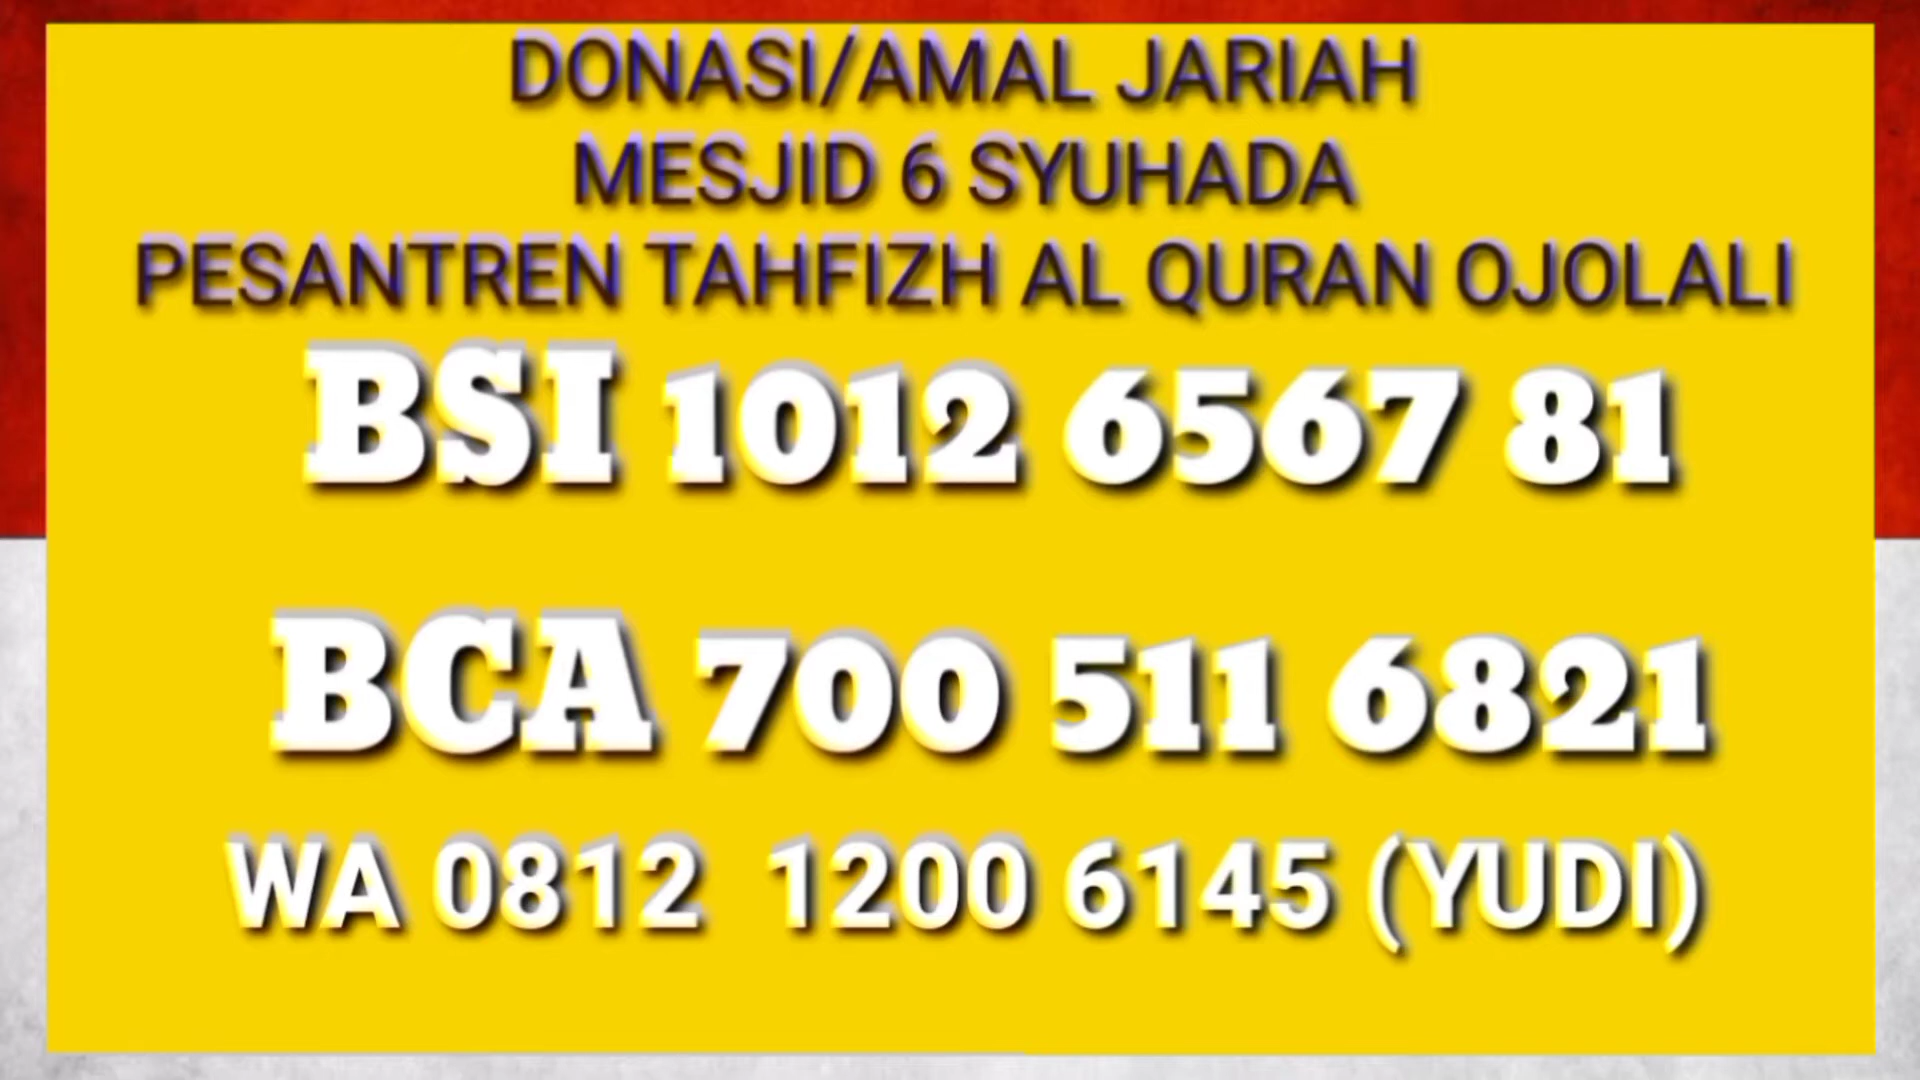 DONASI/AMAL JARIAH
MESJID 6 SYUHADA
PESANTREN TAHFIZH AL QURAN OJOLALI
BSI 1012 6567 81
BCA 700 511 6821
WA 0812 1200 6145 (YUDI)